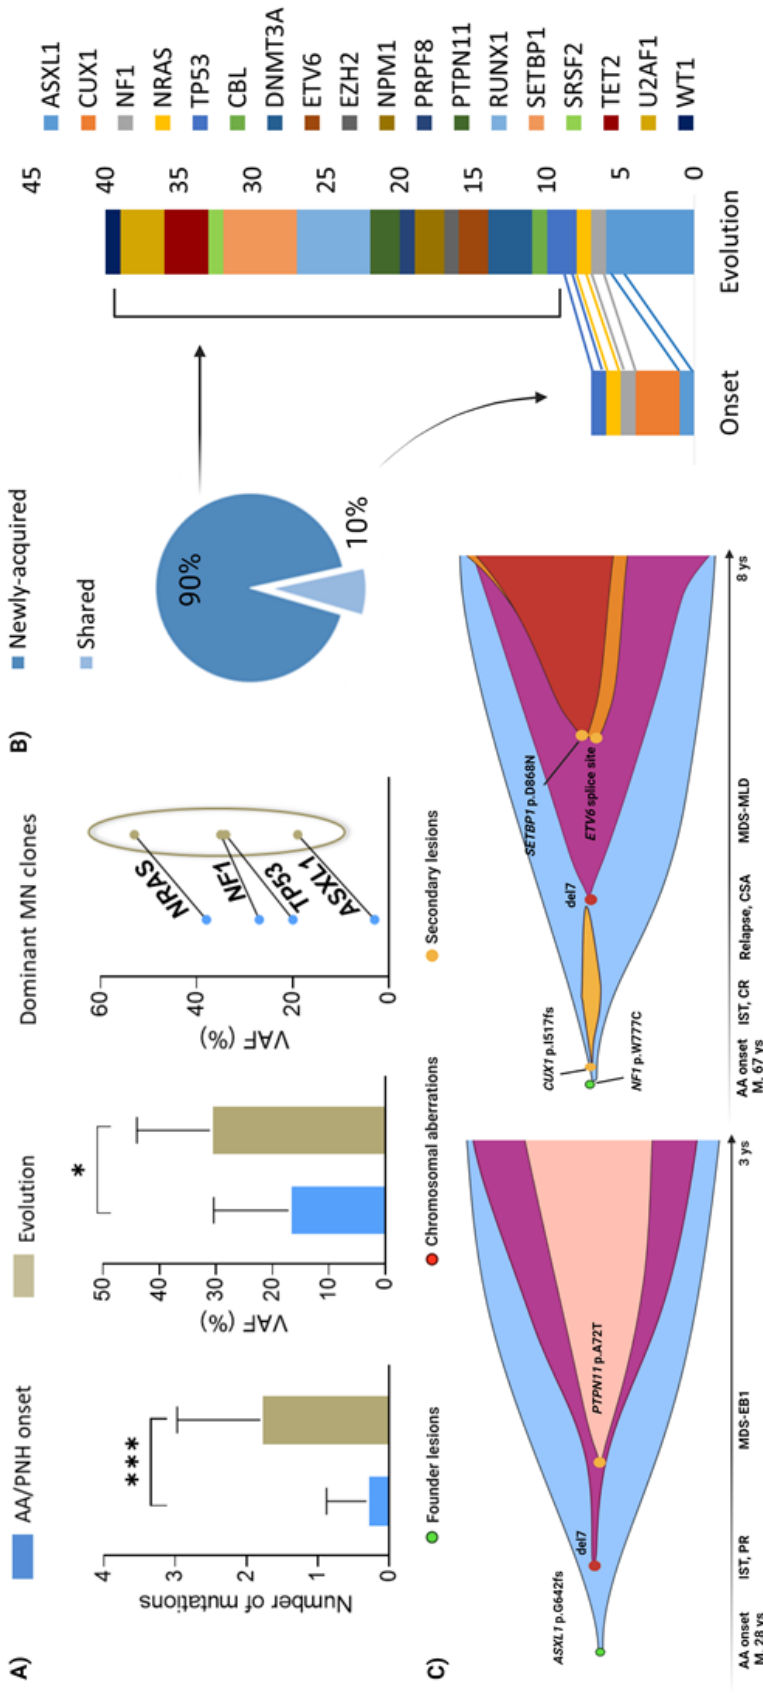 A)
AA/PNH onset
Evolution
Number of mutations
4
3
2
1
0
***
VAF (%)
50
40
30
20
10
0
*
Dominant MN clones
VAF (%)
60
40
20
0
NRAS
NF1
TP53
ASXL1
B)
Newly-acquired
Shared
90%
10%
45
40
35
30
25
20
15
10
5
0
Onset
Evolution
ASXL1
CUX1
NF1
NRAS
TP53
CBL
DNMT3A
ETV6
EZH2
NPM1
PRPF8
PTPN11
RUNX1
SETBP1
SRSF2
TET2
U2AF1
WT1
C)
Founder lesions
Chromosomal aberrations
Secondary lesions
ASXL1 p.G642fs
del7
PTPN11 p.A72T
AA onset
M, 28 ys
IST, PR
MDS-EB1
3 ys
CUX1 p.I517fs
NF1 p.W777C
del7
SETBP1 p.D868N
ETV6 splice site
AA onset
M, 67 ys
IST, CR
Relapse, CSA
MDS-MLD
8 ys